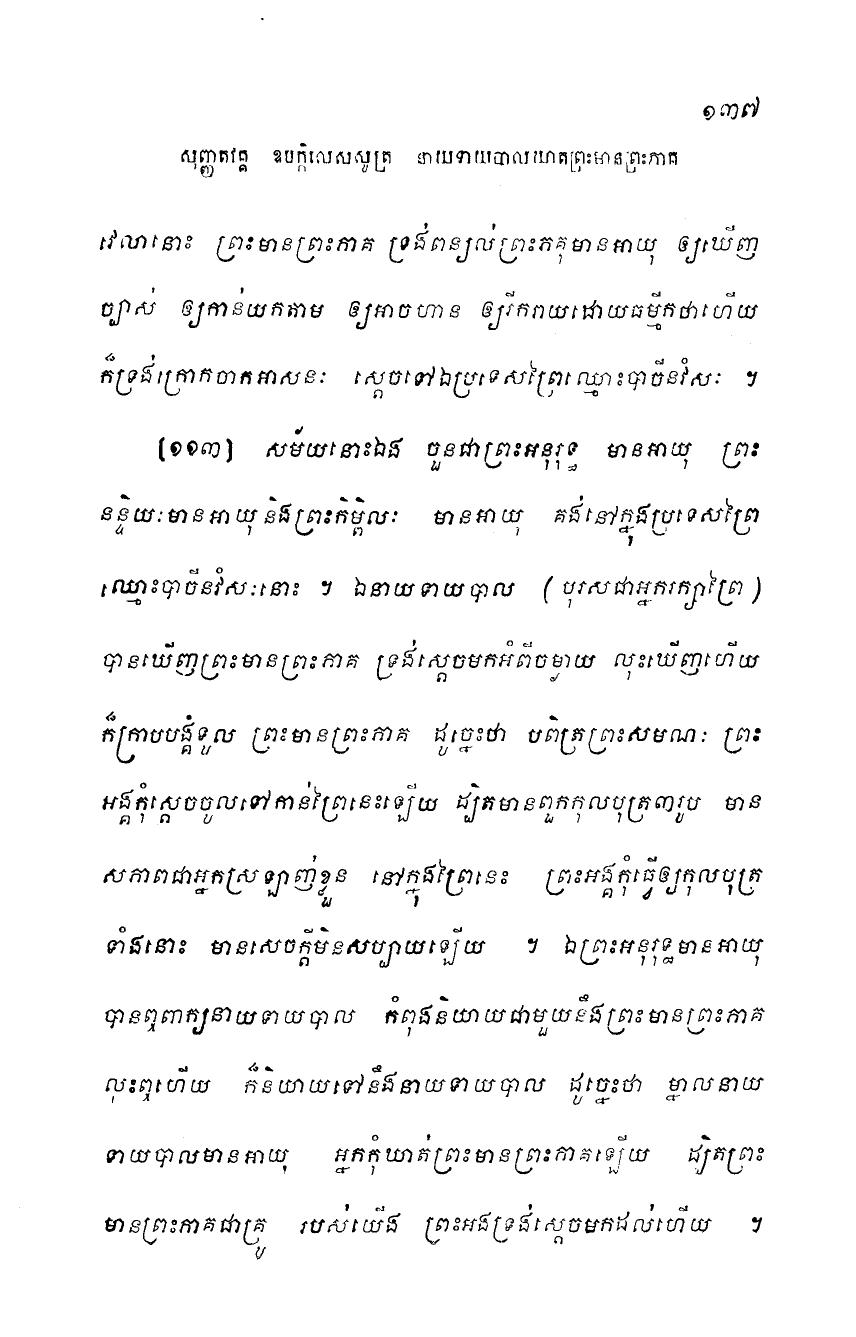 ១៣៧
សុញ្ញតវគ្គ ឧបក្កិលេសសូត្រ នាយទាយបាលឃាតព្រះមានព្រះភាគ
វេលានោះ ព្រះមានព្រះភាគ ទ្រង់ពន្យល់ព្រះភគុមានអាយុ ឲ្យឃើញ
ច្បាស់ ឲ្យកាន់យកតាម ឲ្យអាចហាន ឲ្យរីករាយដោយធម្មីកថាហើយ
ក៏ទ្រង់ក្រោកចាកអាសនៈ ស្តេចទៅឯប្រទេសព្រៃឈ្មោះបាចីនវំសៈ ។
[១១៣] សម័យនោះឯង ចួនជាព្រះអនុរុទ្ធ មានអាយុ ព្រះ
នន្ទិយៈមានអាយុ និងព្រះកិម្ពិលៈ មានអាយុ គង់នៅក្នុងប្រទេសព្រៃ
ឈ្មោះបាចីនវំសៈនោះ ។ ឯនាយទាយបាល (បុរសជាអ្នករក្សាព្រៃ)
បានឃើញព្រះមានព្រះភាគ ទ្រង់ស្តេចមកអំពីចម្ងាយ លុះឃើញហើយ
ក៏ក្រាបបង្គំទូល ព្រះមានព្រះភាគ ដូច្នេះថា បពិត្រព្រះសមណៈ ព្រះ
អង្គកុំស្តេចចូលទៅកាន់ព្រៃនេះឡើយ ដ្បិតមានពួកកុលបុត្រ៣រូប មាន
សភាពជាអ្នកស្រឡាញ់ខ្លួន នៅក្នុងព្រៃនេះ ព្រះអង្គកុំធ្វើឲ្យកុលបុត្រ
ទាំងនោះ មានសេចក្តីមិនសប្បាយឡើយ ។ ឯព្រះអនុរុទ្ធមានអាយុ
បានឮពាក្យនាយទាយបាល កំពុងនិយាយជាមួយនឹងព្រះមានព្រះភាគ
លុះឮហើយ ក៏និយាយទៅនឹងនាយទាយបាល ដូច្នេះថា ម្នាលនាយ
ទាយបាលមានអាយុ អ្នកកុំឃាត់ព្រះមានព្រះភាគឡើយ ដ្បិតព្រះ
មានព្រះភាគជាគ្រូ របស់យើង ព្រះអង់ទ្រង់ស្តេចមកដល់ហើយ ។